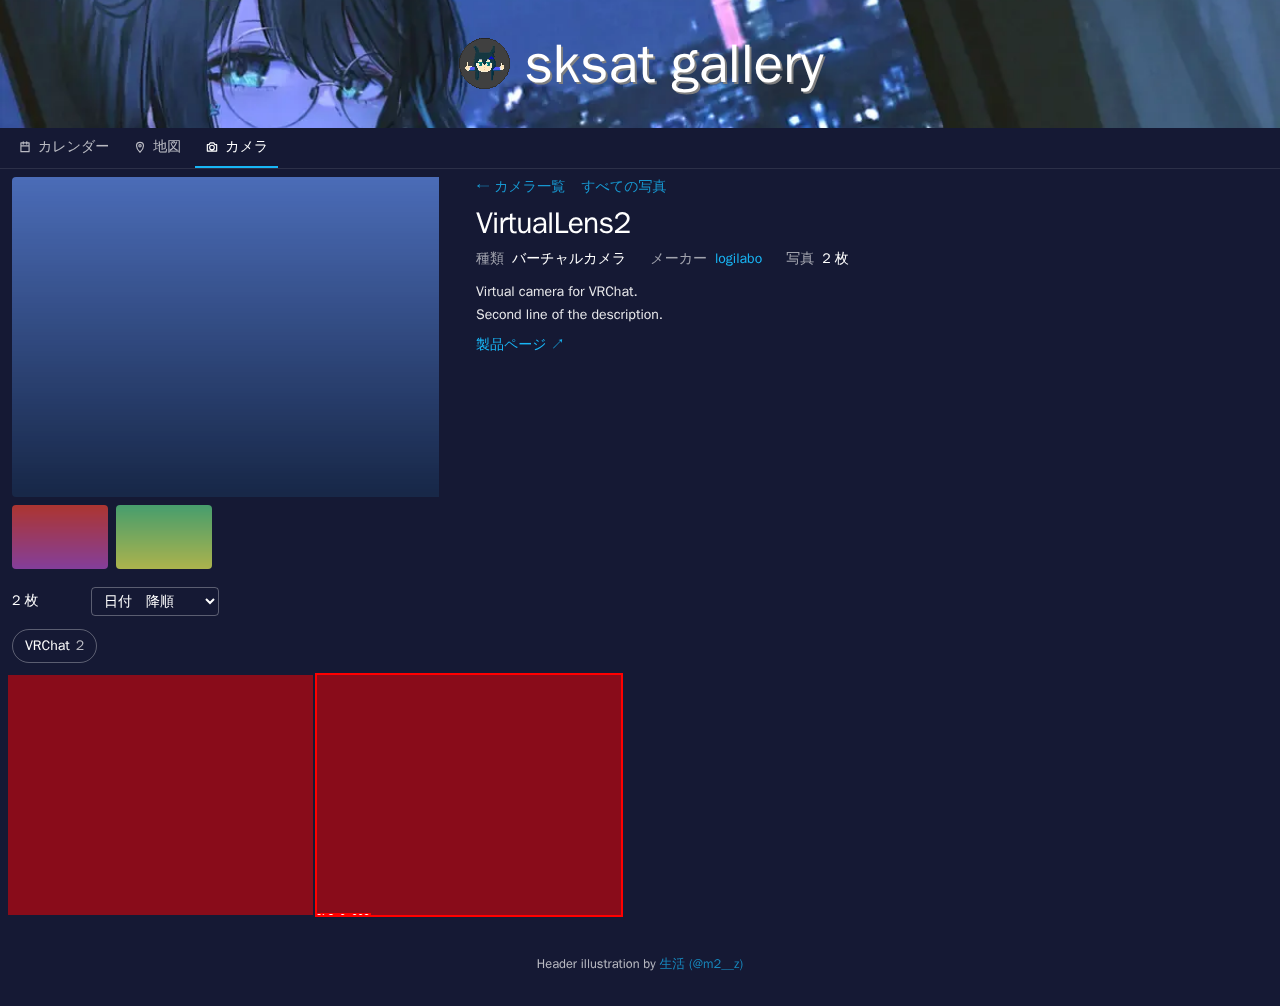 sksat gallery
カレンダー 地図 カメラ
← カメラ一覧 すべての写真
VirtualLens2
種類 バーチャルカメラ メーカー logilabo 写真 2 枚
Virtual camera for VRChat.
Second line of the description.
製品ページ ↗
2 枚 日付 降順
VRChat 2
Header illustration by 生活 (@m2__z)